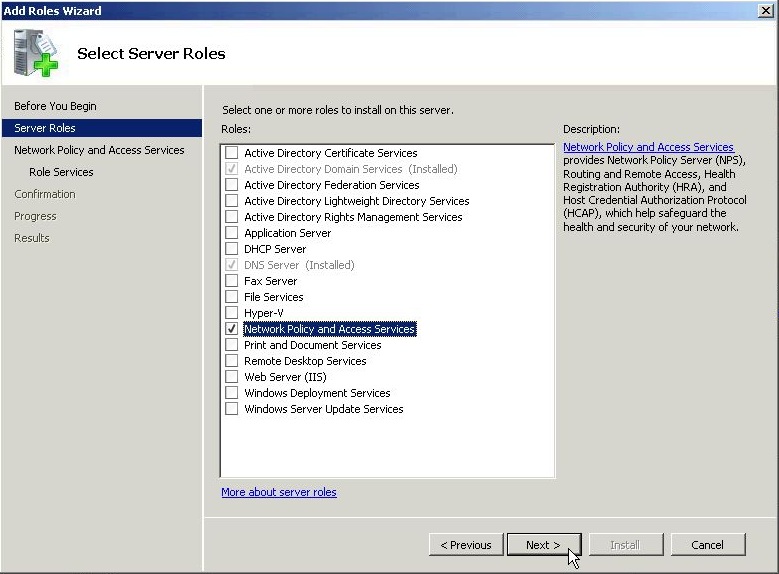 Add Roles Wizard
Select Server Roles
Before You Begin
Server Roles
Network Policy and Access Services
Role Services
Confirmation
Progress
Results
Select one or more roles to install on this server.
Roles:
Active Directory Certificate Services
Active Directory Domain Services (Installed)
Active Directory Federation Services
Active Directory Lightweight Directory Services
Active Directory Rights Management Services
Application Server
DHCP Server
DNS Server (Installed)
Fax Server
File Services
Hyper-V
Network Policy and Access Services
Print and Document Services
Remote Desktop Services
Web Server (IIS)
Windows Deployment Services
Windows Server Update Services
More about server roles
Description:
Network Policy and Access Services
provides Network Policy Server (NPS),
Routing and Remote Access, Health
Registration Authority (HRA), and
Host Credential Authorization Protocol
(HCAP), which help safeguard the
health and security of your network.
< Previous
Next >
Install
Cancel